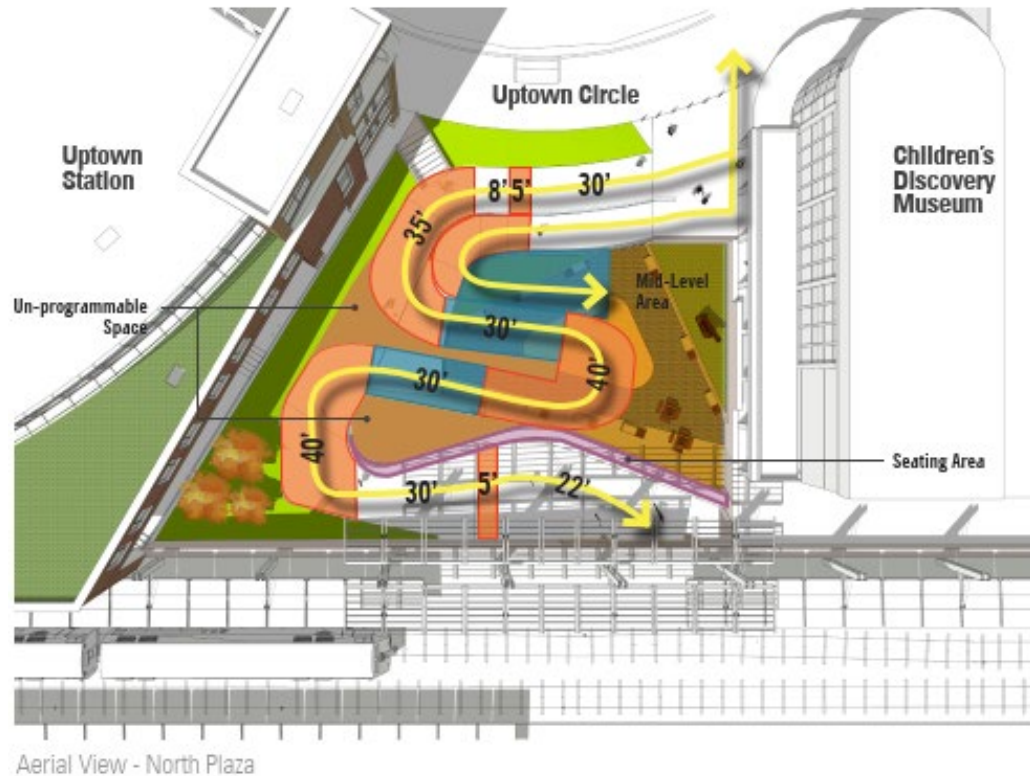 Uptown Circle
Uptown
Station
Children's
Discovery
Museum
8' 5' 30'
35'
Mid-Level
Area
Un-programmable
Space
30'
40'
30'
40'
Seating Area
30' 5' 22'
Aerial View - North Plaza